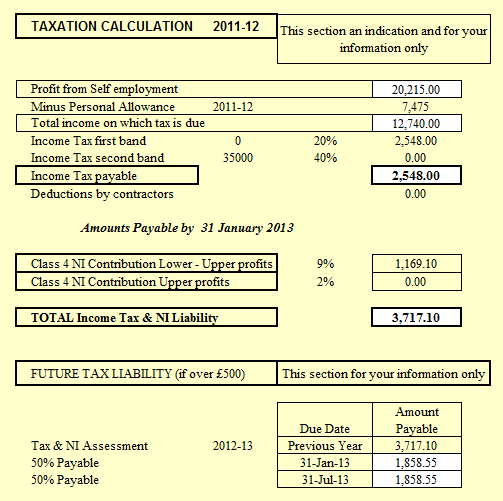 TAXATION CALCULATION 2011-12
This section an indication and for your
information only
Profit from Self employment 20,215.00
Minus Personal Allowance 2011-12 7,475
Total income on which tax is due 12,740.00
Income Tax first band 0 20% 2,548.00
Income Tax second band 35000 40% 0.00
Income Tax payable 2,548.00
Deductions by contractors 0.00
Amounts Payable by 31 January 2013
Class 4 NI Contribution Lower - Upper profits 9% 1,169.10
Class 4 NI Contribution Upper profits 2% 0.00
TOTAL Income Tax & NI Liability 3,717.10
FUTURE TAX LIABILITY (if over £500) This section for your information only
Amount
Due Date Payable
Tax & NI Assessment 2012-13 Previous Year 3,717.10
50% Payable 31-Jan-13 1,858.55
50% Payable 31-Jul-13 1,858.55